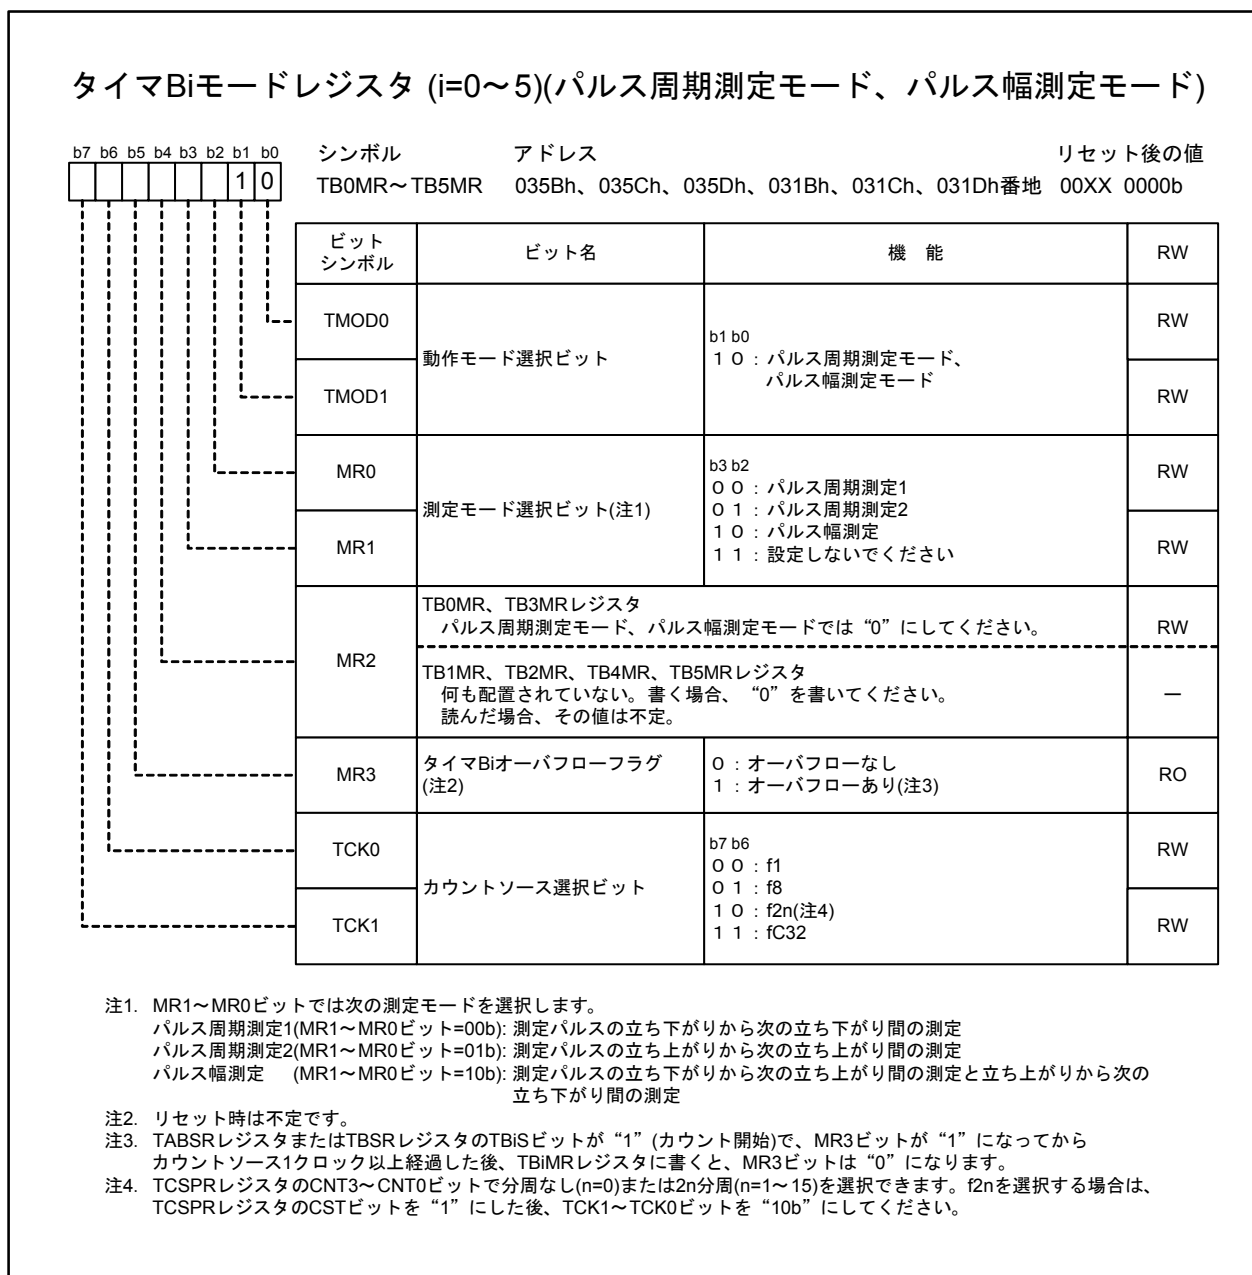 タイマBiモードレジスタ (i=0～5)(パルス周期測定モード、パルス幅測定モード)
b7 b6 b5 b4 b3 b2 b1 b0
1 0
シンボル アドレス リセット後の値
TB0MR～TB5MR 035Bh、035Ch、035Dh、031Bh、031Ch、031Dh番地 00XX 0000b
ビット
シンボル
ビット名
機　能
RW
TMOD0
RW
動作モード選択ビット
b1 b0
１０：パルス周期測定モード、
パルス幅測定モード
TMOD1
RW
MR0
RW
測定モード選択ビット(注1)
b3 b2
００：パルス周期測定1
０１：パルス周期測定2
１０：パルス幅測定
１１：設定しないでください
MR1
RW
MR2
TB0MR、TB3MRレジスタ
パルス周期測定モード、パルス幅測定モードでは“0”にしてください。
RW
TB1MR、TB2MR、TB4MR、TB5MRレジスタ
何も配置されていない。書く場合、“0”を書いてください。
読んだ場合、その値は不定。
－
MR3
タイマBiオーバフローフラグ
(注2)
０：オーバフローなし
１：オーバフローあり(注3)
RO
TCK0
RW
カウントソース選択ビット
b7 b6
００：f1
０１：f8
１０：f2n(注4)
１１：fC32
TCK1
RW
注1. MR1～MR0ビットでは次の測定モードを選択します。
パルス周期測定1(MR1～MR0ビット=00b): 測定パルスの立ち下がりから次の立ち下がり間の測定
パルス周期測定2(MR1～MR0ビット=01b): 測定パルスの立ち上がりから次の立ち上がり間の測定
パルス幅測定 (MR1～MR0ビット=10b): 測定パルスの立ち下がりから次の立ち上がり間の測定と立ち上がりから次の
立ち下がり間の測定
注2. リセット時は不定です。
注3. TABSRレジスタまたはTBSRレジスタのTBiSビットが“1”(カウント開始)で、MR3ビットが“1”になってから
カウントソース1クロック以上経過した後、TBiMRレジスタに書くと、MR3ビットは“0”になります。
注4. TCSPRレジスタのCNT3～CNT0ビットで分周なし(n=0)または2n分周(n=1～15)を選択できます。f2nを選択する場合は、
TCSPRレジスタのCSTビットを“1”にした後、TCK1～TCK0ビットを“10b”にしてください。